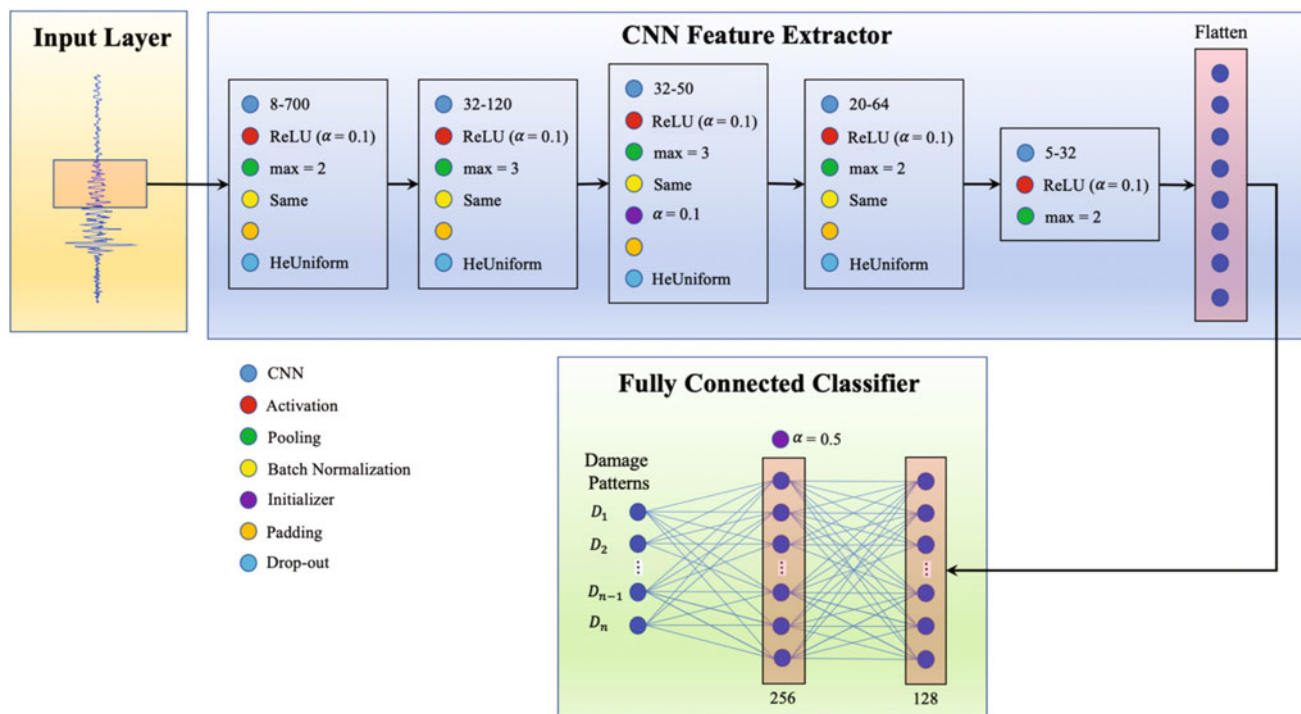 Input Layer
CNN Feature Extractor
Flatten
8-700
ReLU (α = 0.1)
max = 2
Same
HeUniform
32-120
ReLU (α = 0.1)
max = 3
Same
HeUniform
32-50
ReLU (α = 0.1)
max = 3
Same
α = 0.1
HeUniform
20-64
ReLU (α = 0.1)
max = 2
Same
HeUniform
5-32
ReLU (α = 0.1)
max = 2
CNN
Activation
Pooling
Batch Normalization
Initializer
Padding
Drop-out
Fully Connected Classifier
α = 0.5
Damage
Patterns
D₁
D₂
⋮
Dₙ₋₁
Dₙ
256
128